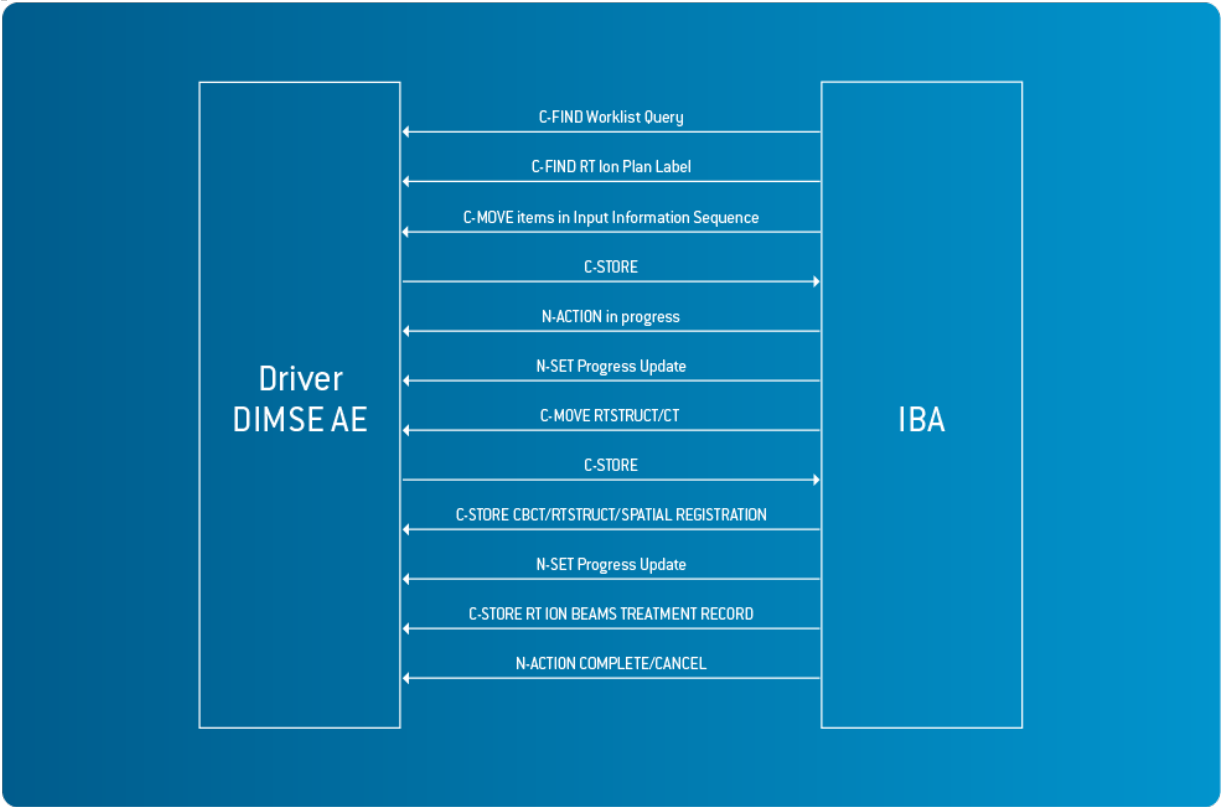 C-FIND Worklist Query
C-FIND RT Ion Plan Label
C-MOVE items in Input Information Sequence
C-STORE
N-ACTION in progress
N-SET Progress Update
C-MOVE RTSTRUCT/CT
C-STORE
C-STORE CBCT/RTSTRUCT/SPATIAL REGISTRATION
N-SET Progress Update
C-STORE RT ION BEAMS TREATMENT RECORD
N-ACTION COMPLETE/CANCEL
Driver
DIMSE AE
IBA